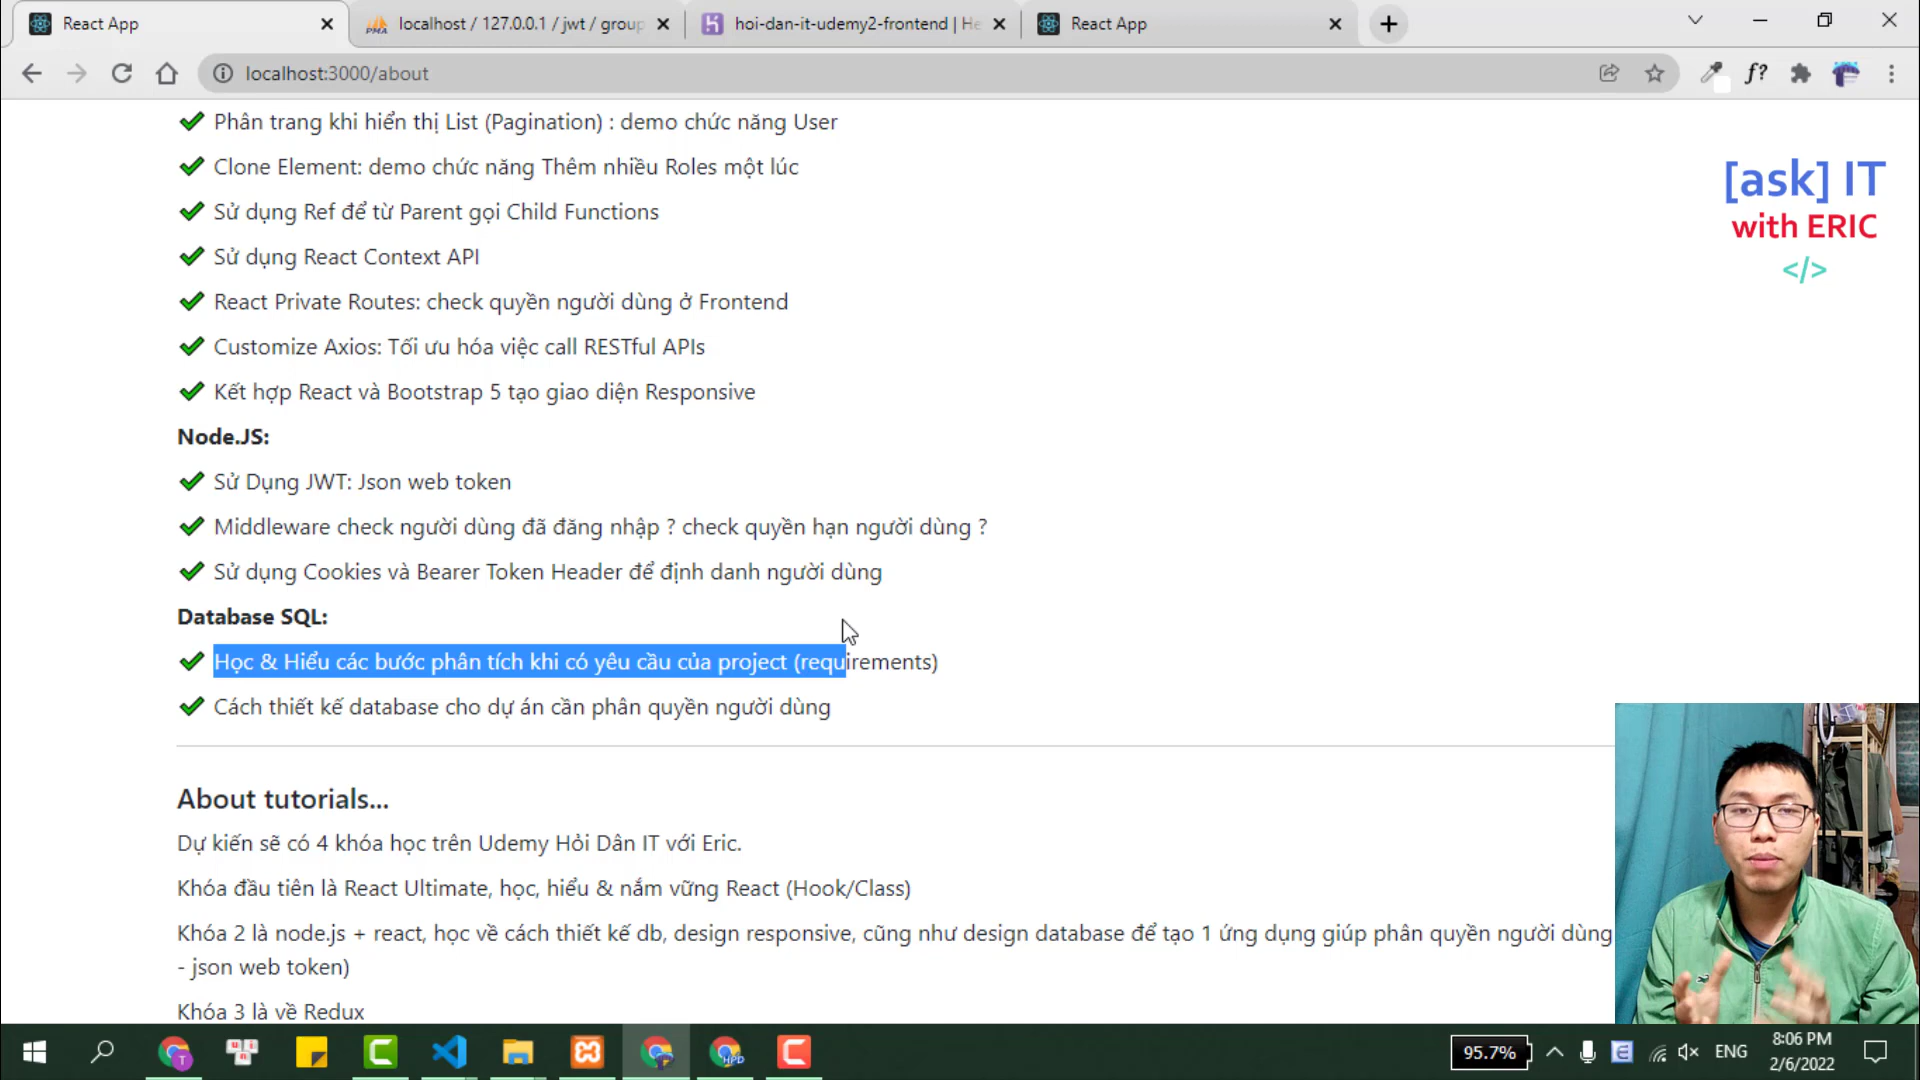 React App
localhost / 127.0.0.1 / jwt / group
hoi-dan-it-udemy2-frontend | He
React App
localhost:3000/about
f?
Phân trang khi hiển thị List (Pagination) : demo chức năng User
Clone Element: demo chức năng Thêm nhiều Roles một lúc
Sử dụng Ref để từ Parent gọi Child Functions
Sử dụng React Context API
React Private Routes: check quyền người dùng ở Frontend
Customize Axios: Tối ưu hóa việc call RESTful APIs
Kết hợp React và Bootstrap 5 tạo giao diện Responsive
Node.JS:
Sử Dụng JWT: Json web token
Middleware check người dùng đã đăng nhập ? check quyền hạn người dùng ?
Sử dụng Cookies và Bearer Token Header để định danh người dùng
Database SQL:
Học & Hiểu các bước phân tích khi có yêu cầu của project (requirements)
Cách thiết kế database cho dự án cần phân quyền người dùng
About tutorials...
Dự kiến sẽ có 4 khóa học trên Udemy Hỏi Dân IT với Eric.
Khóa đầu tiên là React Ultimate, học, hiểu & nắm vững React (Hook/Class)
Khóa 2 là node.js + react, học về cách thiết kế db, design responsive, cũng như design database để tạo 1 ứng dụng giúp phân quyền người dùng
- json web token)
Khóa 3 là về Redux
[ask] IT
with ERIC
</>
95.7%
ENG
8:06 PM
2/6/2022